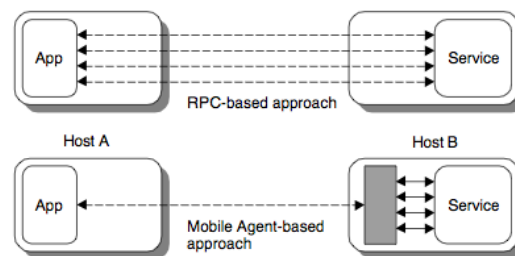 App
Service
RPC-based approach
Host A
Host B
App
Service
Mobile Agent-based
approach